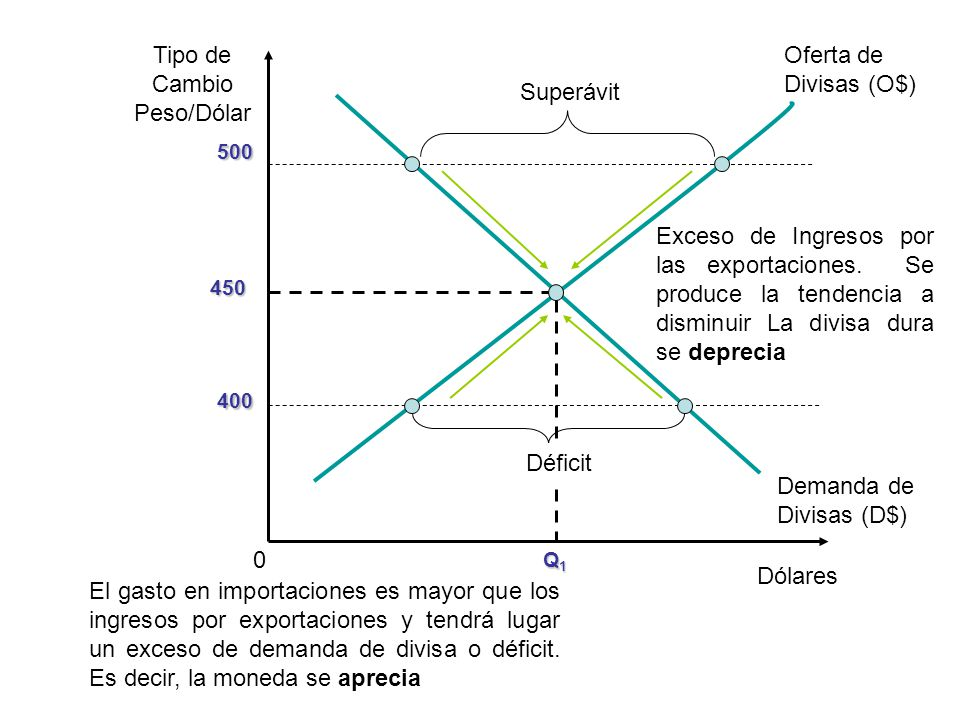 Tipo de
Cambio
Peso/Dólar
Oferta de
Divisas (O$)
Superávit
500
Exceso de Ingresos por
las exportaciones. Se
produce la tendencia a
disminuir La divisa dura
se deprecia
450
400
Déficit
Demanda de
Divisas (D$)
0
Q1
Dólares
El gasto en importaciones es mayor que los
ingresos por exportaciones y tendrá lugar
un exceso de demanda de divisa o déficit.
Es decir, la moneda se aprecia